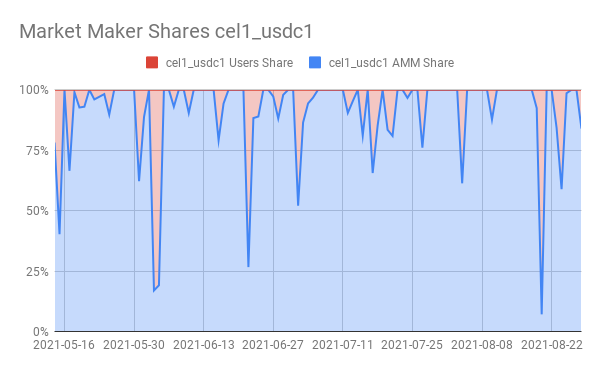 Market Maker Shares cel1_usdc1
cel1_usdc1 Users Share cel1_usdc1 AMM Share
100%
75%
50%
25%
0%
2021-05-16 2021-05-30 2021-06-13 2021-06-27 2021-07-11 2021-07-25 2021-08-08 2021-08-22